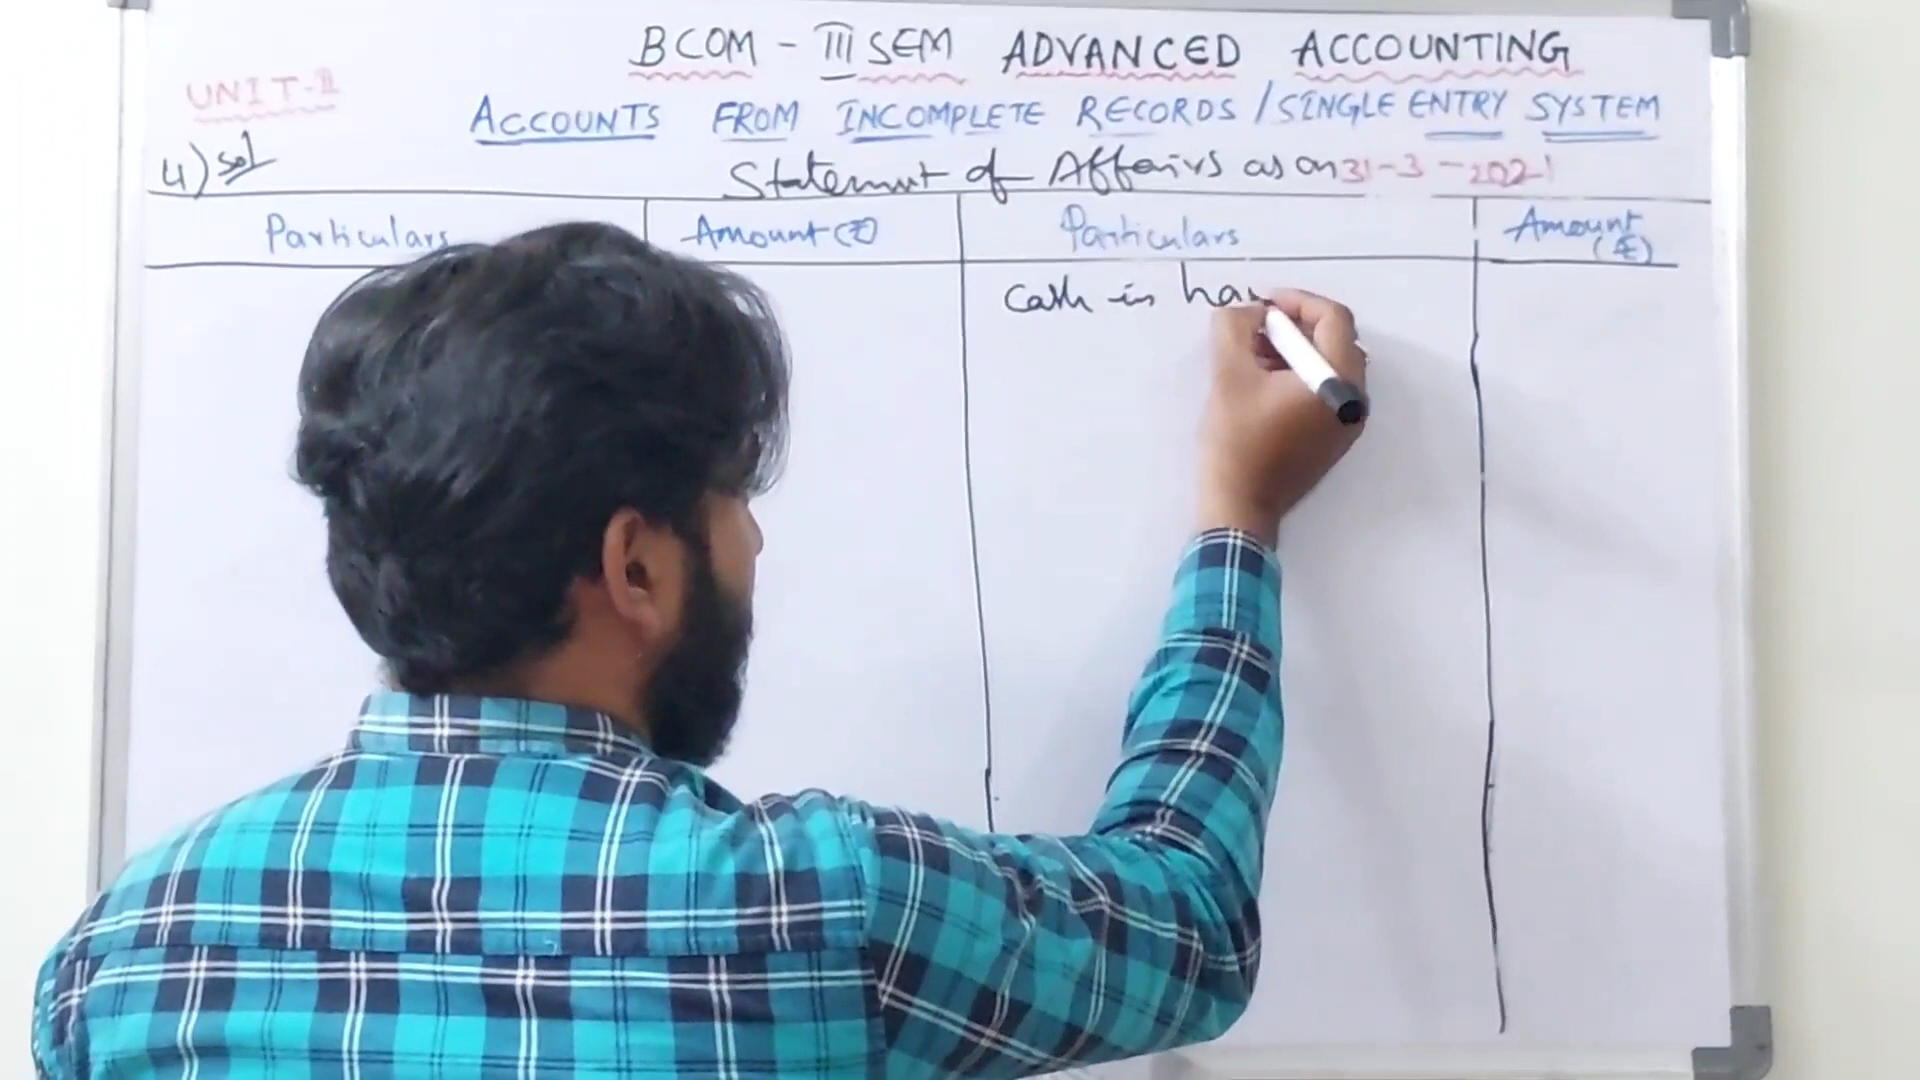 BCOM - III SEM ADVANCED ACCOUNTING
UNIT-II
ACCOUNTS FROM INCOMPLETE RECORDS / SINGLE ENTRY SYSTEM
4) Sol
Statement of Affairs as on 31-3-2021
Particulars Amount (₹) Particulars Amount (₹)
Cash in han